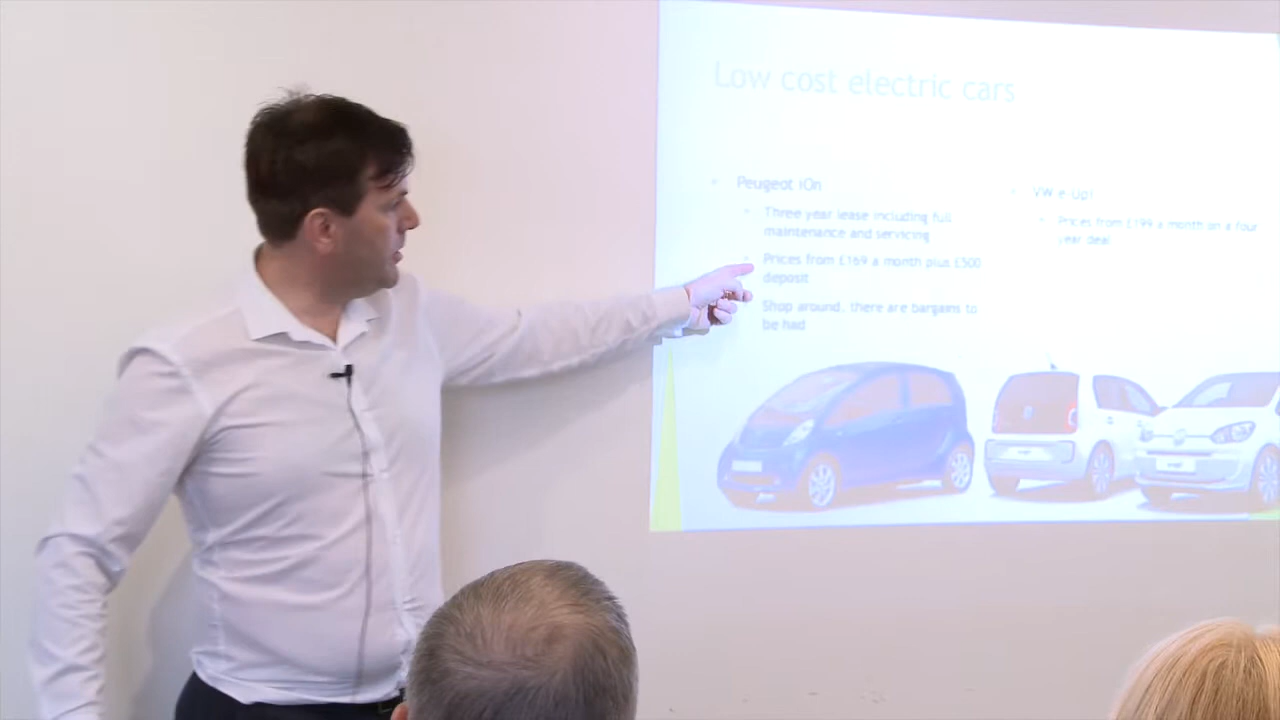 Low cost electric cars
Peugeot iOn
Three year lease including full
maintenance and servicing
Prices from £169 a month plus £500
deposit
Shop around, there are bargains to
be had
VW e-Up!
Prices from £199 a month on a four
year deal